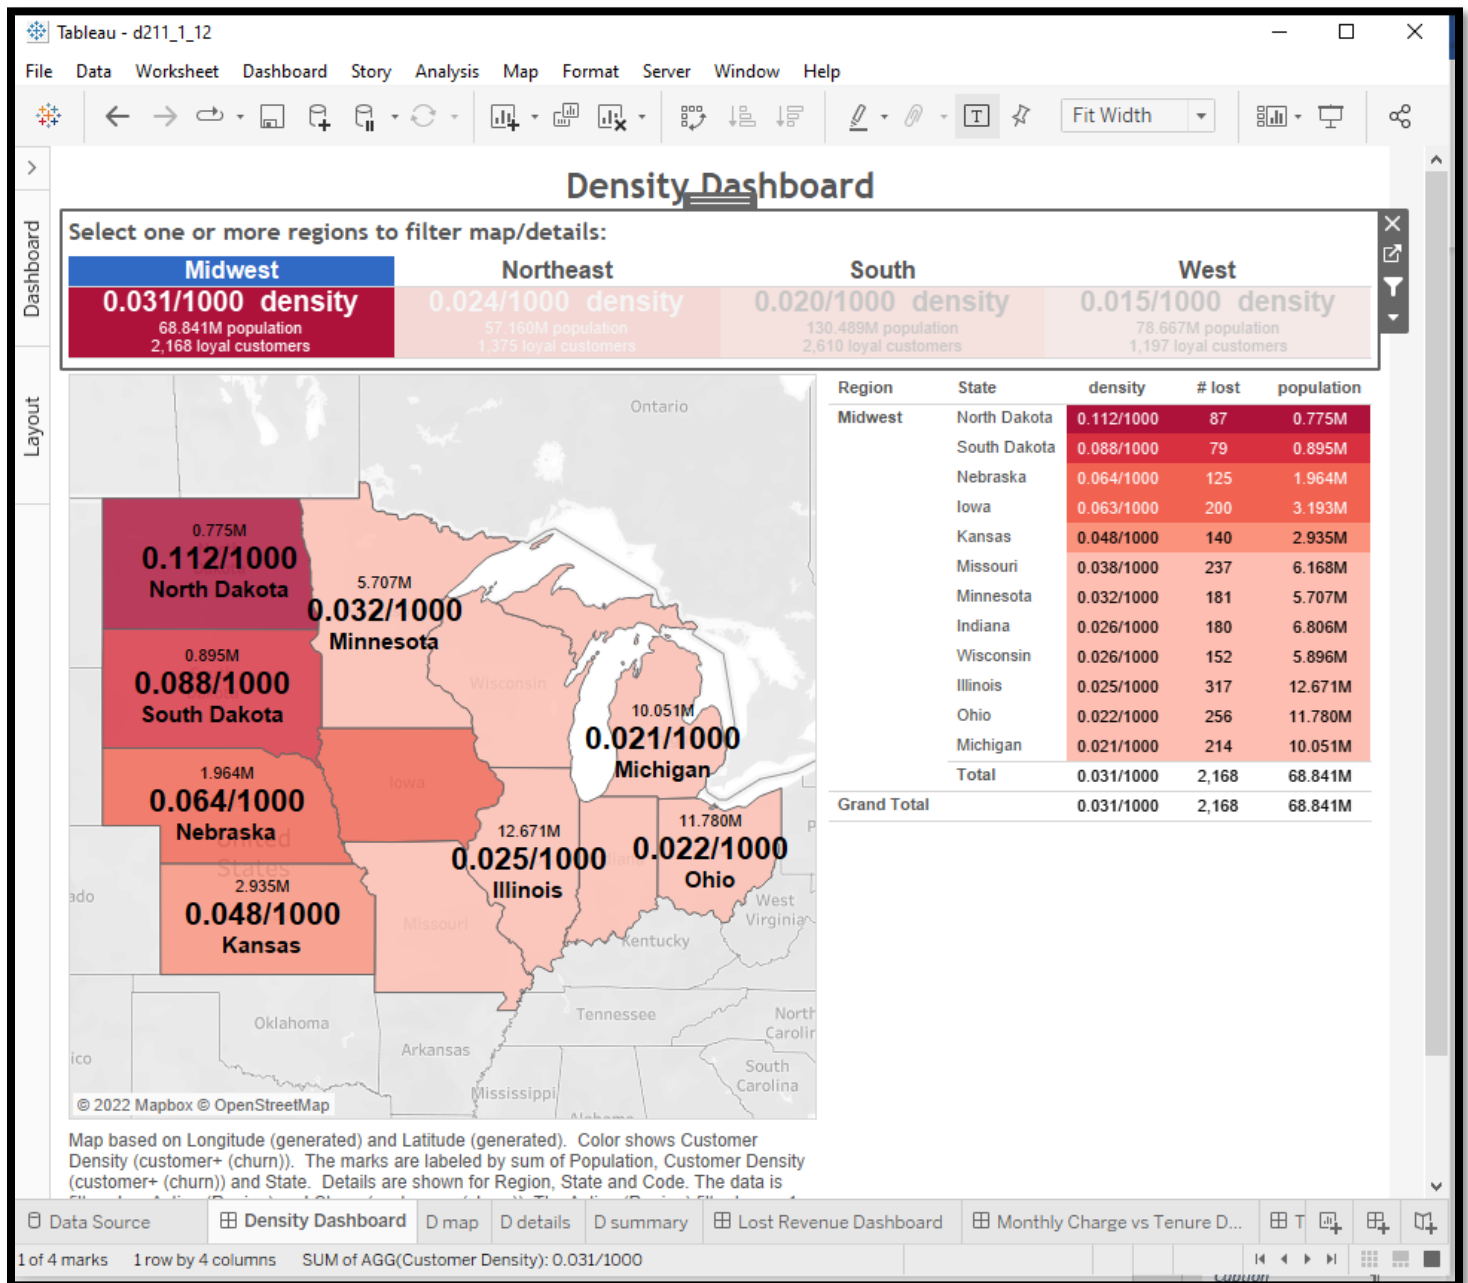 Tableau - d211_1_12
File Data Worksheet Dashboard Story Analysis Map Format Server Window Help
T Fit Width
Dashboard
Layout
Density Dashboard
Select one or more regions to filter map/details:
Midwest Northeast South West
0.031/1000 density 0.024/1000 density 0.020/1000 density 0.015/1000 density
68.841M population 57.160M population 130.489M population 78.667M population
2,168 loyal customers 1,375 loyal customers 2,610 loyal customers 1,197 loyal customers
Ontario
0.775M
0.112/1000
North Dakota
5.707M
0.032/1000
Minnesota
0.895M
0.088/1000
South Dakota
Wisconsin
10.051M
0.021/1000
Michigan
1.964M
0.064/1000
Nebraska
Iowa
United
States
12.671M
0.025/1000
Illinois
11.780M
0.022/1000
Ohio
2.935M
0.048/1000
Kansas
Missouri
ado
West
Virginia
Kentucky
Oklahoma
Tennessee
North
Carolin
Arkansas
ico
South
Carolina
Mississippi
Alabama
© 2022 Mapbox © OpenStreetMap
Region State density # lost population
Midwest North Dakota 0.112/1000 87 0.775M
South Dakota 0.088/1000 79 0.895M
Nebraska 0.064/1000 125 1.964M
Iowa 0.063/1000 200 3.193M
Kansas 0.048/1000 140 2.935M
Missouri 0.038/1000 237 6.168M
Minnesota 0.032/1000 181 5.707M
Indiana 0.026/1000 180 6.806M
Wisconsin 0.026/1000 152 5.896M
Illinois 0.025/1000 317 12.671M
Ohio 0.022/1000 256 11.780M
Michigan 0.021/1000 214 10.051M
Total 0.031/1000 2,168 68.841M
Grand Total 0.031/1000 2,168 68.841M
Map based on Longitude (generated) and Latitude (generated). Color shows Customer
Density (customer+ (churn)). The marks are labeled by sum of Population, Customer Density
(customer+ (churn)) and State. Details are shown for Region, State and Code. The data is
Data Source Density Dashboard D map D details D summary Lost Revenue Dashboard Monthly Charge vs Tenure D... T
1 of 4 marks 1 row by 4 columns SUM of AGG(Customer Density): 0.031/1000
Caption